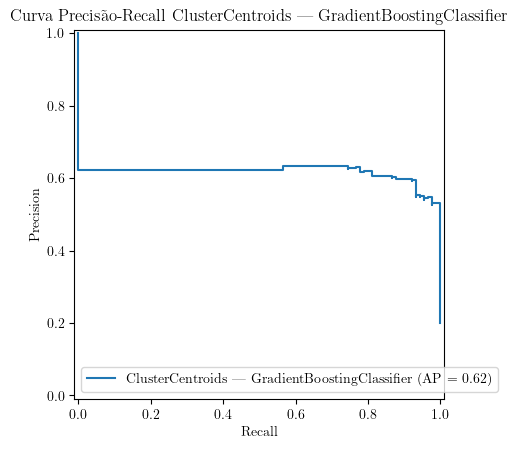 Curva Precisão-Recall ClusterCentroids — GradientBoostingClassifier
1.0
0.8
0.6
0.4
0.2
0.0
Precision
ClusterCentroids — GradientBoostingClassifier (AP = 0.62)
0.0 0.2 0.4 0.6 0.8 1.0
Recall